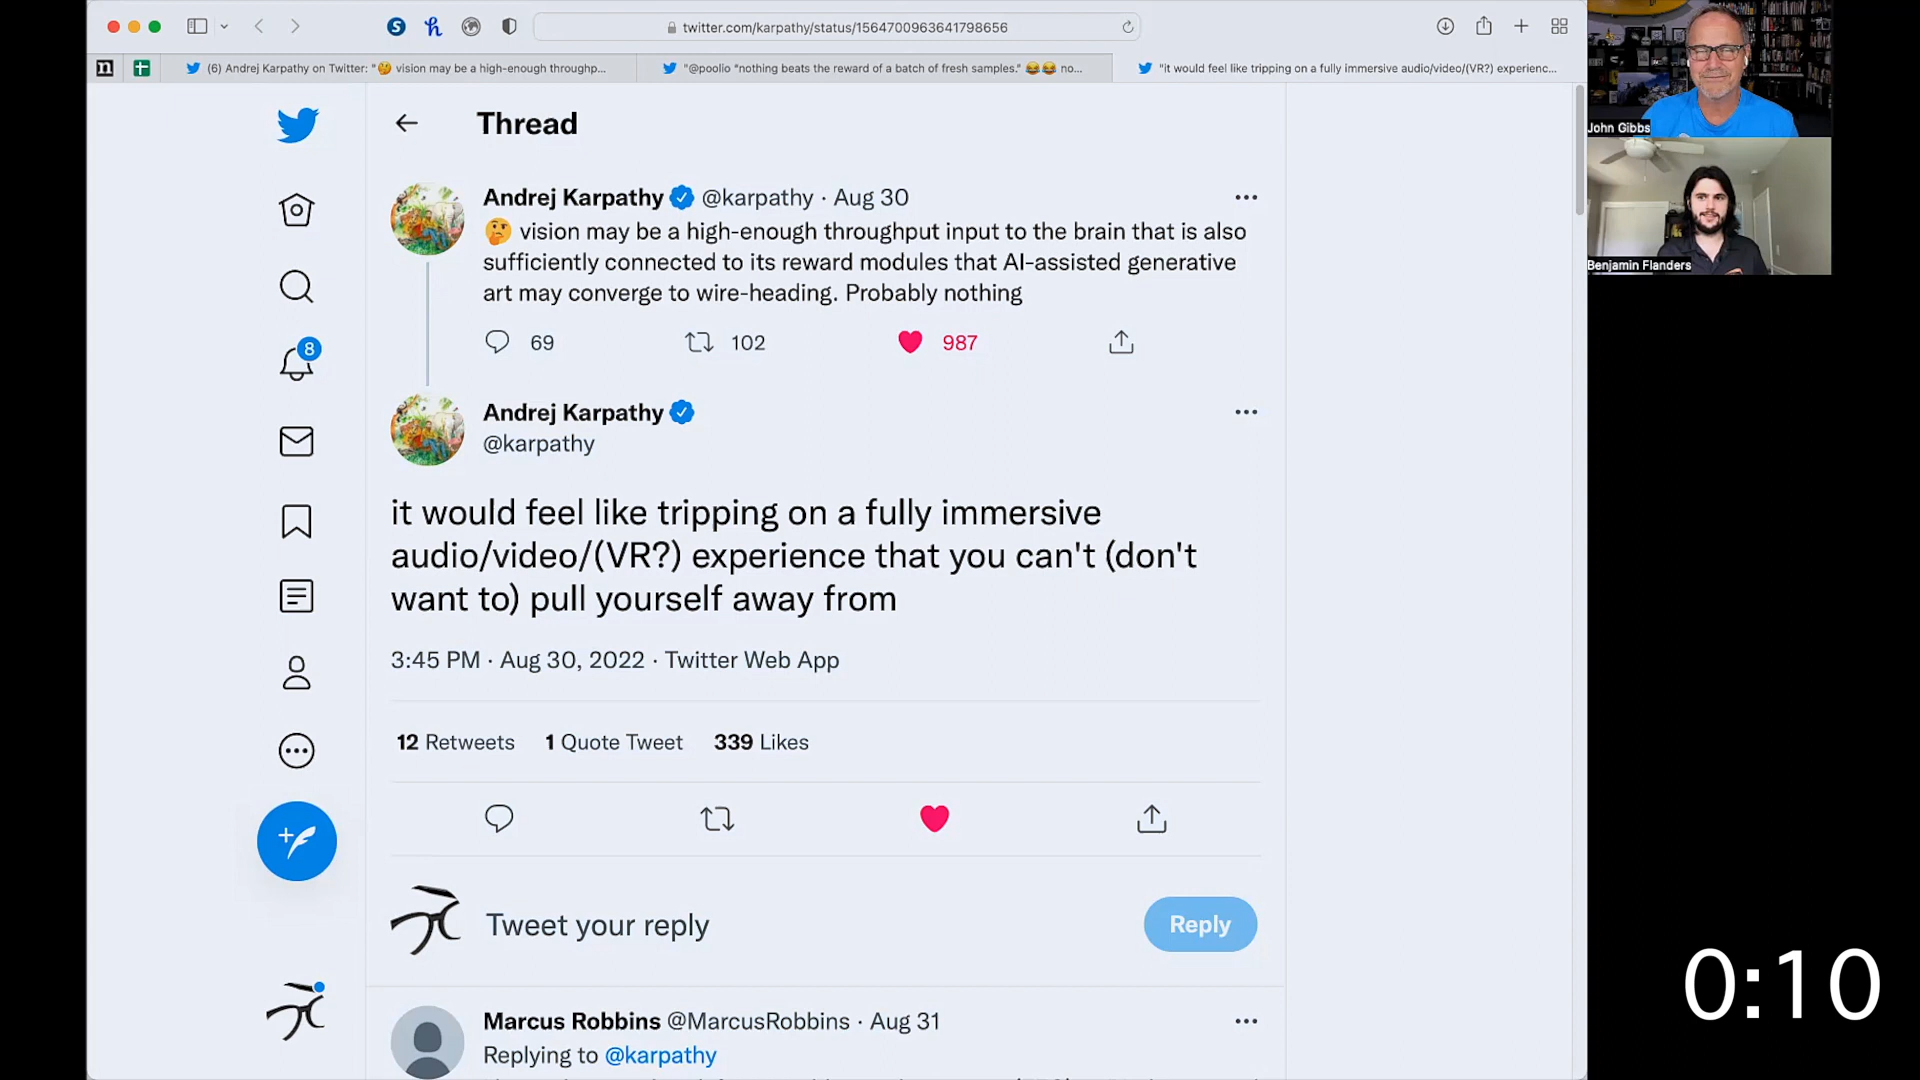 twitter.com/karpathy/status/1564700963641798656
n
(6) Andrej Karpathy on Twitter: "🤔 vision may be a high-enough throughp...
"@poolio "nothing beats the reward of a batch of fresh samples." 😂😂 no...
"it would feel like tripping on a fully immersive audio/video/(VR?) experienc...
John Gibbs
Benjamin Flanders
Thread
Andrej Karpathy @karpathy · Aug 30
🤔 vision may be a high-enough throughput input to the brain that is also
sufficiently connected to its reward modules that AI-assisted generative
art may converge to wire-heading. Probably nothing
69 102 987
8
Andrej Karpathy
@karpathy
it would feel like tripping on a fully immersive
audio/video/(VR?) experience that you can't (don't
want to) pull yourself away from
3:45 PM · Aug 30, 2022 · Twitter Web App
12 Retweets 1 Quote Tweet 339 Likes
Tweet your reply
Reply
Marcus Robbins @MarcusRobbins · Aug 31
Replying to @karpathy
0:10